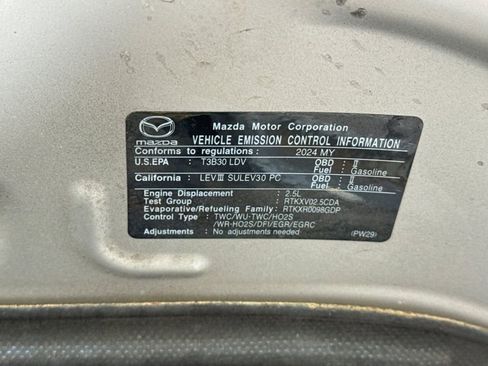 Mazda Motor Corporation
mazda VEHICLE EMISSION CONTROL INFORMATION
Conforms to regulations: 2024 MY
U.S.EPA : T3B30 LDV OBD : II
Fuel : Gasoline
California : LEVⅢ SULEV30 PC OBD : II
Fuel : Gasoline
Engine Displacement : 2.5L
Test Group : RTKXV02.5CDA
Evaporative/Refueling Family : RTKXR0098GDP
Control Type : TWC/WU-TWC/HO2S
/WR-HO2S/DFI/EGR/EGRC
Adjustments : No adjustments needed (PW29)